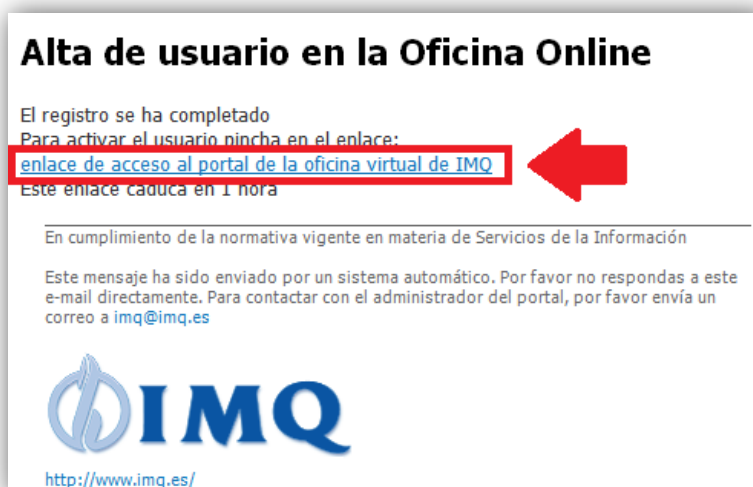 Alta de usuario en la Oficina Online
El registro se ha completado
Para activar el usuario pincha en el enlace:
enlace de acceso al portal de la oficina virtual de IMQ
Este enlace caduca en 1 hora
En cumplimiento de la normativa vigente en materia de Servicios de la Información
Este mensaje ha sido enviado por un sistema automático. Por favor no respondas a este
e-mail directamente. Para contactar con el administrador del portal, por favor envía un
correo a imq@imq.es
IMQ
http://www.imq.es/